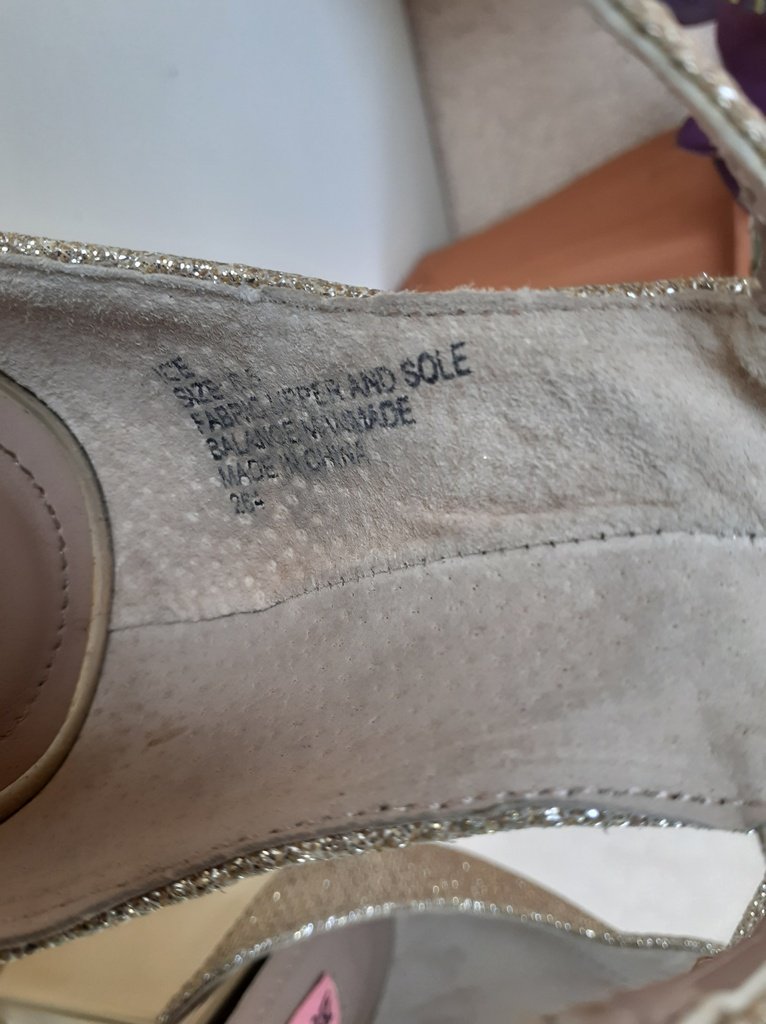 SIZE
FABRIC UPPER AND SOLE
BALANCE MANMADE
MADE IN CHINA